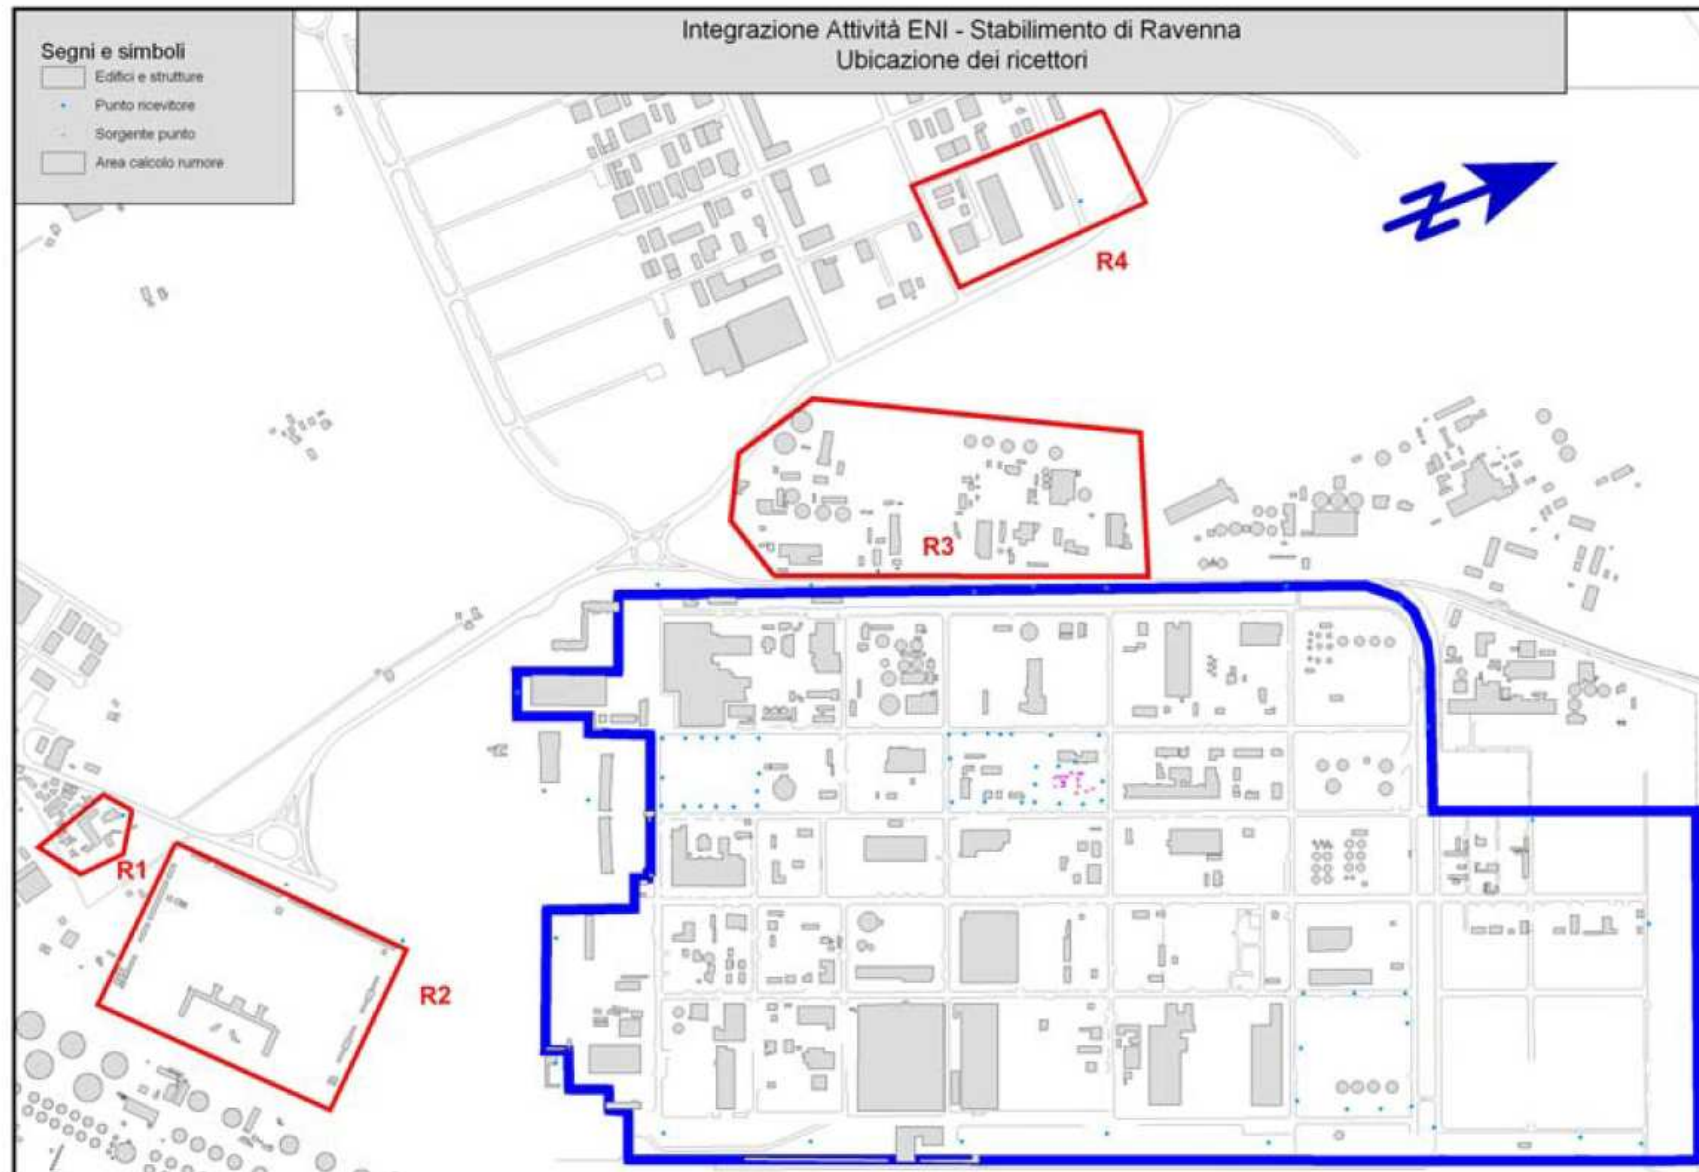 Integrazione Attività ENI - Stabilimento di Ravenna
Ubicazione dei ricettori
Segni e simboli
Edifici e strutture
Punto ricevitore
Sorgente punto
Area calcolo rumore
R4
R3
R1
R2